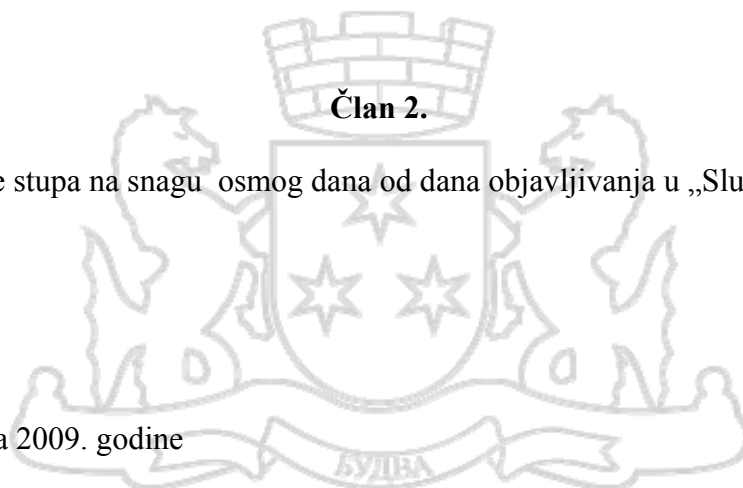 Član 2.
e stupa na snagu osmog dana od dana objavljivanja u „Slu
a 2009. godine
БУДВА